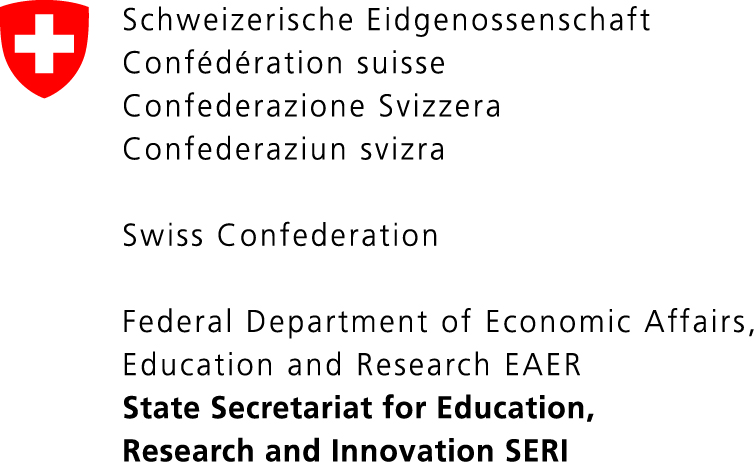 Schweizerische Eidgenossenschaft
Confédération suisse
Confederazione Svizzera
Confederaziun svizra
Swiss Confederation
Federal Department of Economic Affairs,
Education and Research EAER
State Secretariat for Education,
Research and Innovation SERI